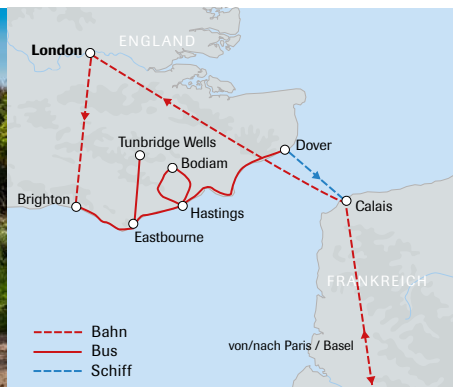 ENGLAND
London
Tunbridge Wells
Dover
Bodiam
Brighton
Hastings
Calais
Eastbourne
FRANKREICH
von/nach Paris / Basel
Bahn
Bus
Schiff